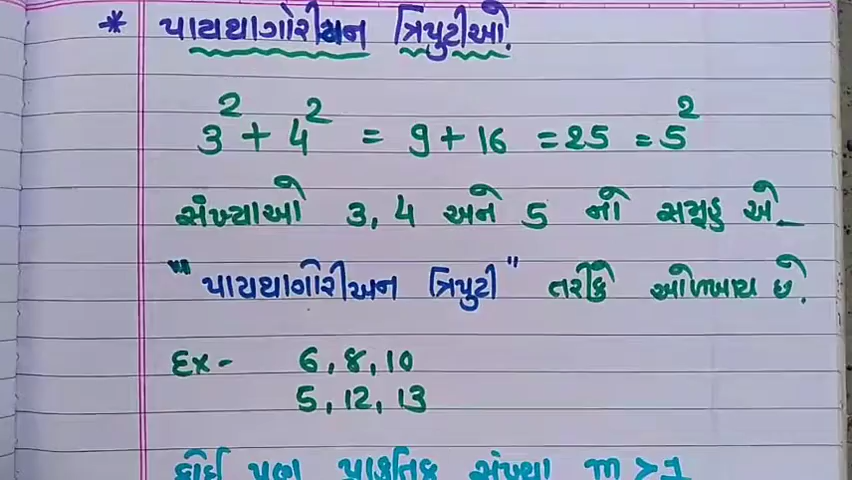 * પાયથાગોરીયન ત્રિપુટીઓ.
3² + 4² = 9 + 16 = 25 = 5²
સંખ્યાઓ 3, 4 અને 5 નો સમૂહ એ
"પાયથાગોરીઅન ત્રિપુટી" તરીકે ઓળખાય છે.
Ex - 6, 8, 10
5, 12, 13
કોઈ પણ પ્રાકૃતિક સંખ્યા m > 1